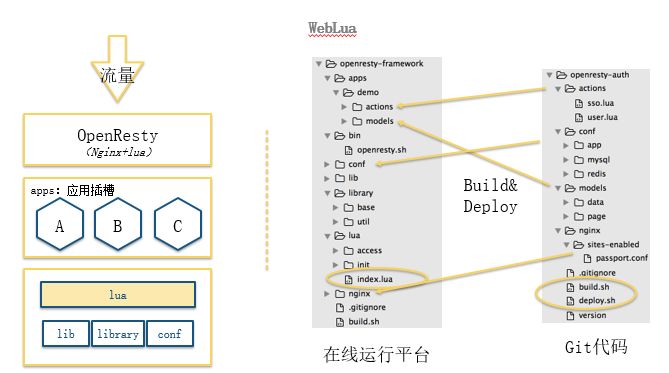 WebLua
流量
OpenResty
(Nginx+lua)
apps: 应用插槽
A
B
C
lua
lib
library
conf
openresty-framework
apps
demo
actions
models
bin
openresty.sh
conf
lib
library
base
util
lua
access
init
index.lua
nginx
.gitignore
build.sh
在线运行平台
Build&
Deploy
openresty-auth
actions
sso.lua
user.lua
conf
app
mysql
redis
models
data
page
nginx
sites-enabled
passport.conf
.gitignore
build.sh
deploy.sh
version
Git代码